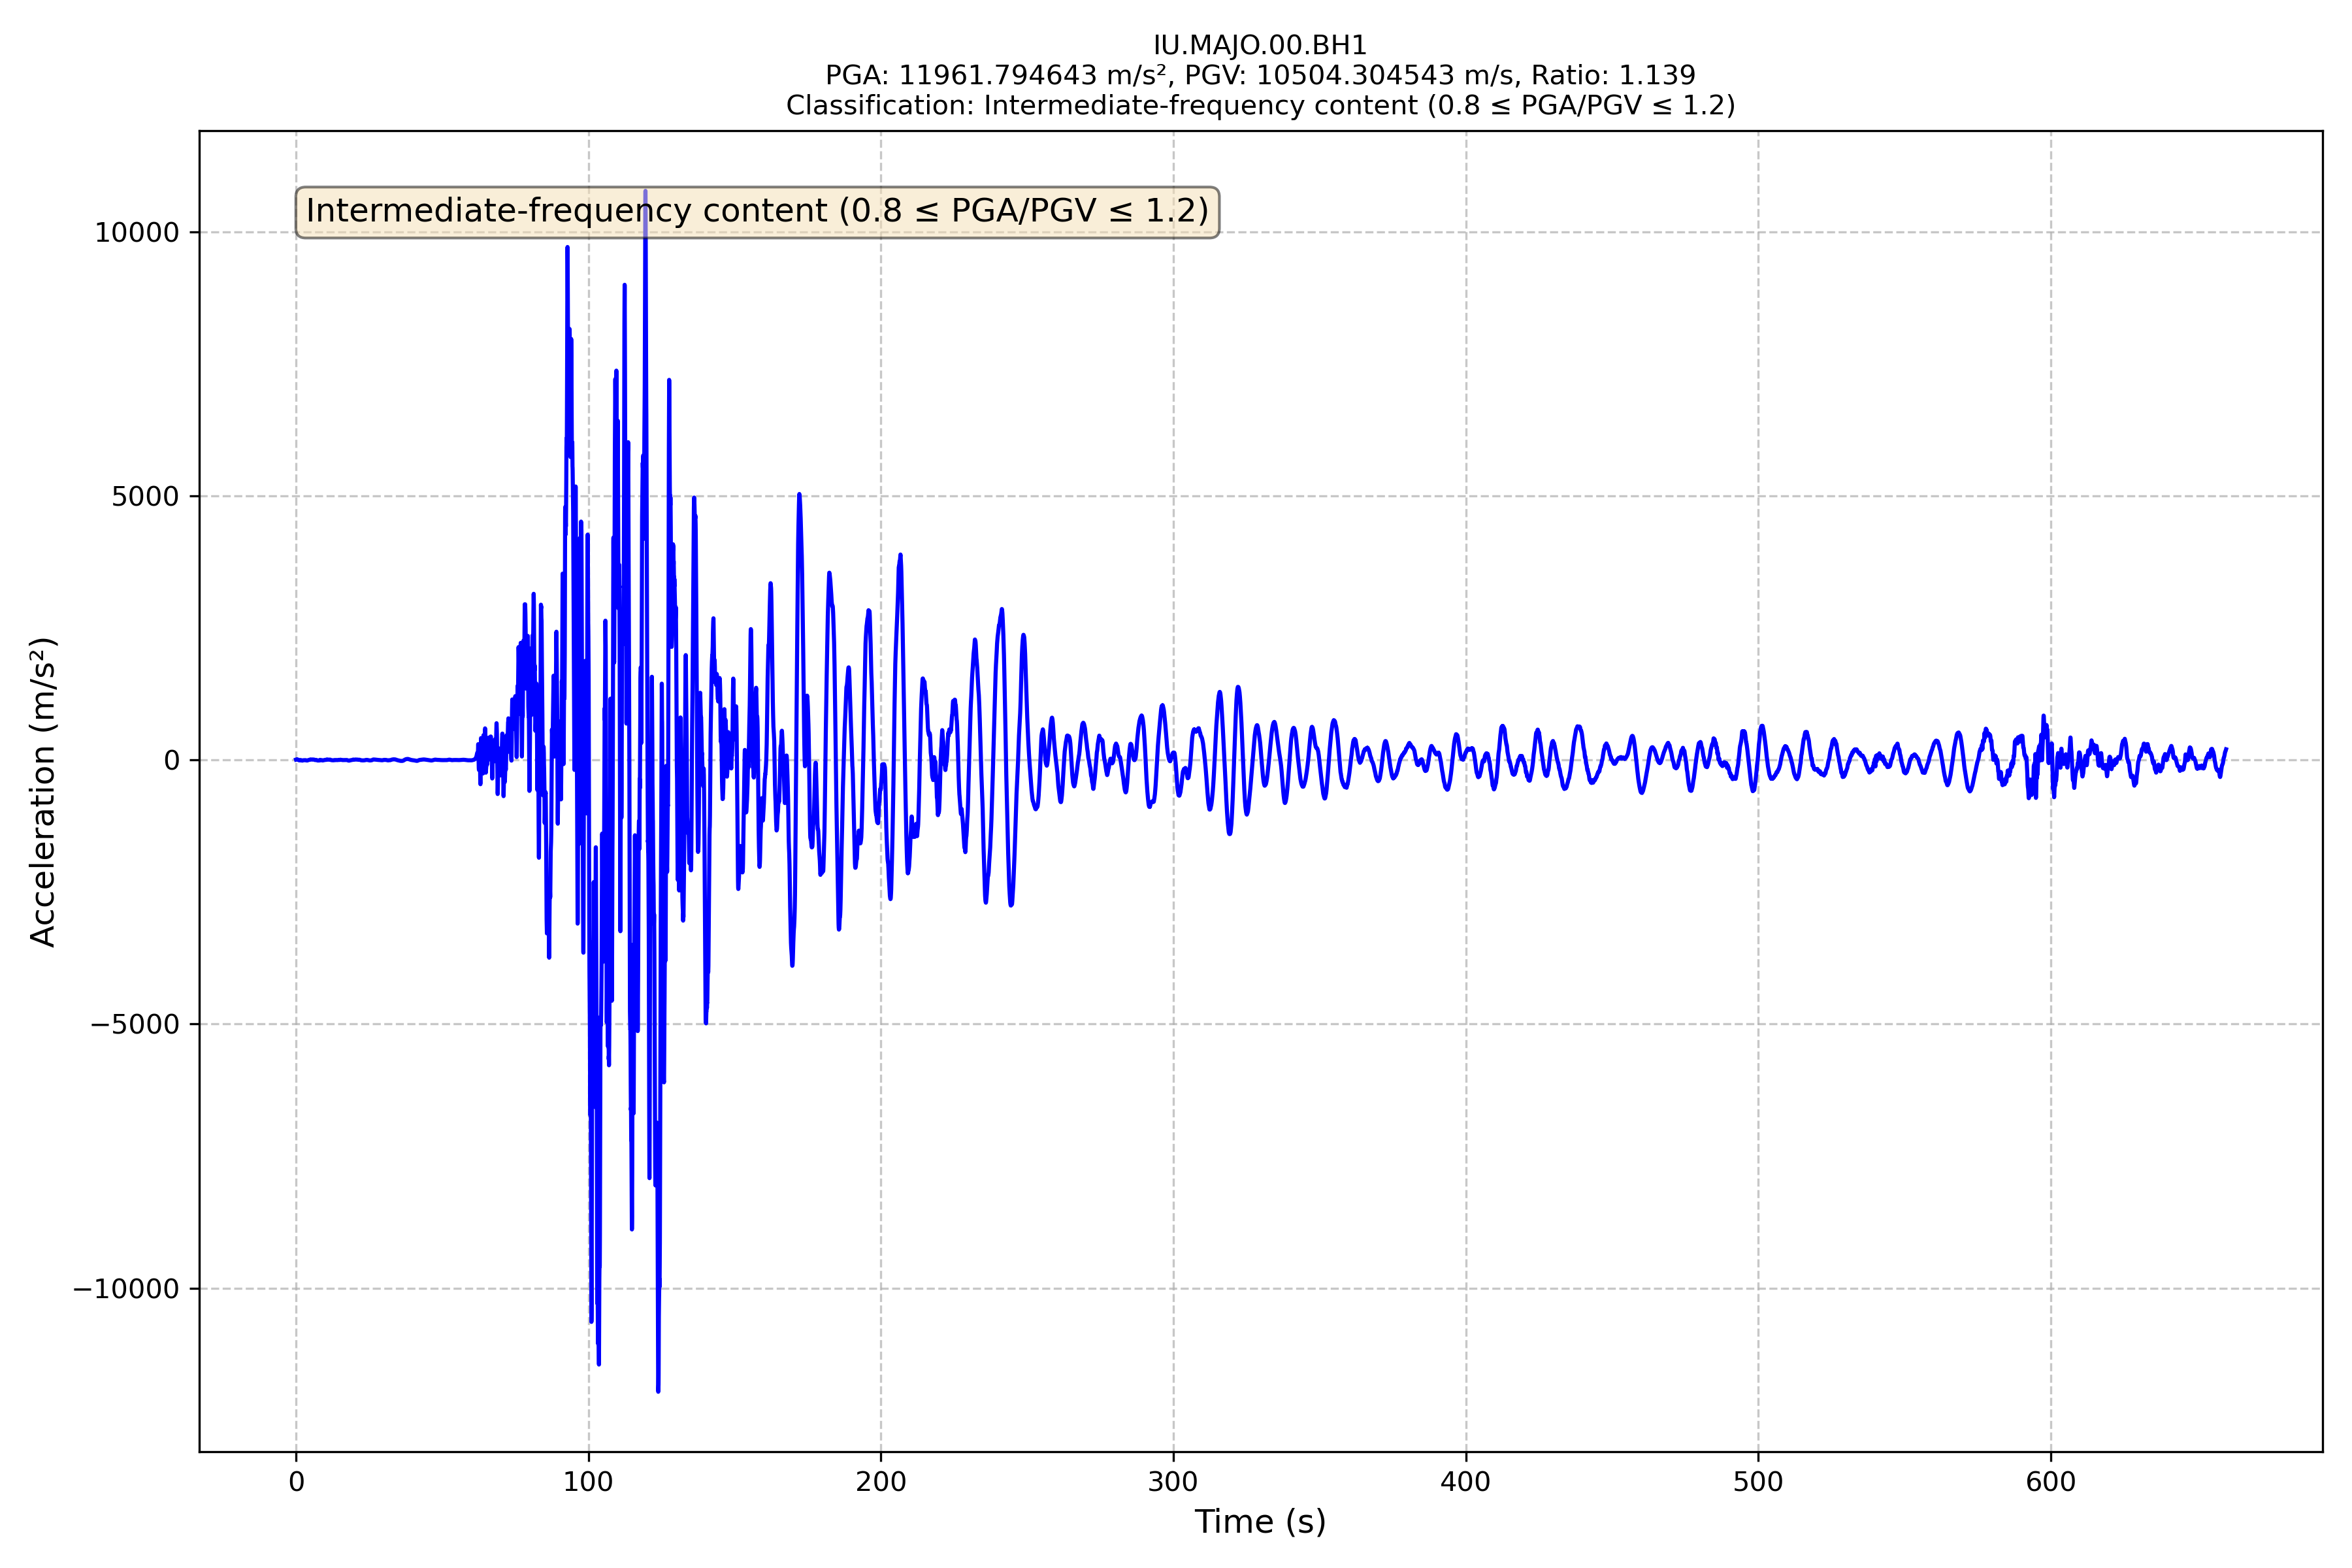 IU.MAJO.00.BH1
PGA: 11961.794643 m/s², PGV: 10504.304543 m/s, Ratio: 1.139
Classification: Intermediate-frequency content (0.8 ≤ PGA/PGV ≤ 1.2)
Intermediate-frequency content (0.8 ≤ PGA/PGV ≤ 1.2)
10000
5000
0
−5000
−10000
Acceleration (m/s²)
0 100 200 300 400 500 600
Time (s)